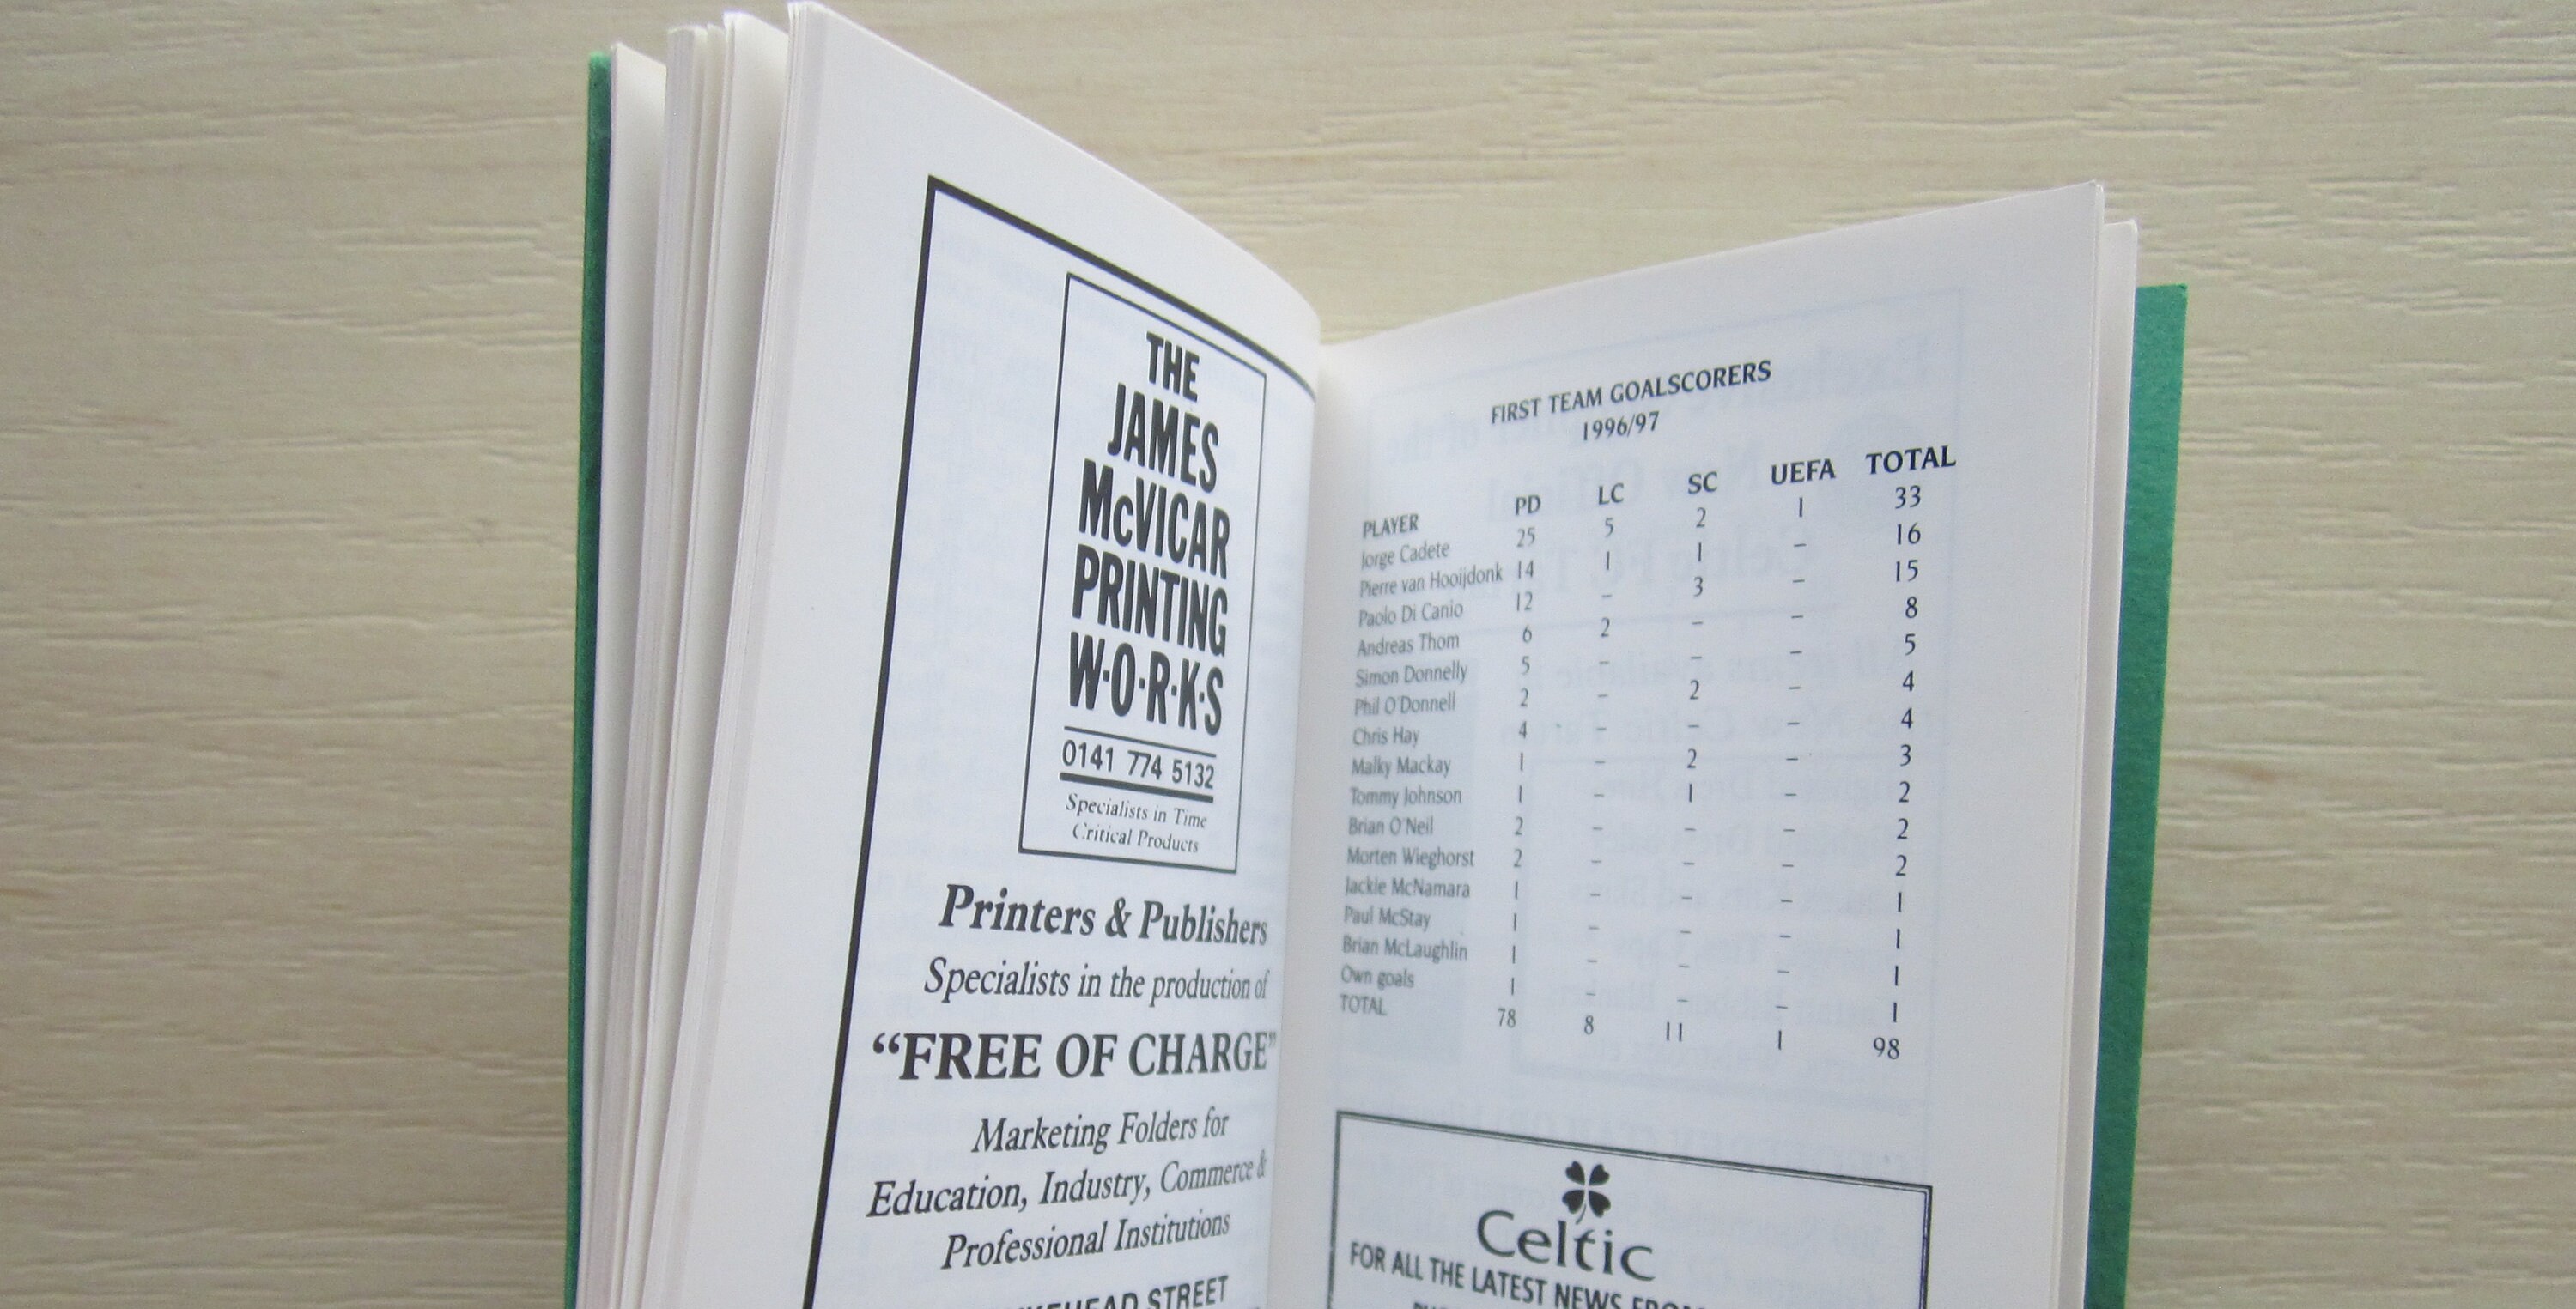 THE
JAMES
McVICAR
PRINTING
W·O·R·K·S
0141 774 5132
Specialists in Time
Critical Products
Printers & Publishers
Specialists in the production of
“FREE OF CHARGE”
Marketing Folders for
Education, Industry, Commerce &
Professional Institutions
STREET
FIRST TEAM GOALSCORERS
1996/97
PLAYER PD LC SC UEFA TOTAL
Jorge Cadete 25 5 2 1 33
Pierre van Hooijdonk 14 1 1 – 16
Paolo Di Canio 12 – 3 – 15
Andreas Thom 6 2 – – 8
Simon Donnelly 5 – – – 5
Phil O'Donnell 2 – 2 – 4
Chris Hay 4 – – – 4
Malky Mackay 1 – 2 – 3
Tommy Johnson 1 – 1 – 2
Brian O'Neil 2 – – – 2
Morten Wieghorst 2 – – – 2
Jackie McNamara 1 – – – 1
Paul McStay 1 – – – 1
Brian McLaughlin 1 – – – 1
Own goals 1 – – – 1
TOTAL 78 8 11 1 98
Celtic
FOR ALL THE LATEST NEWS FROM